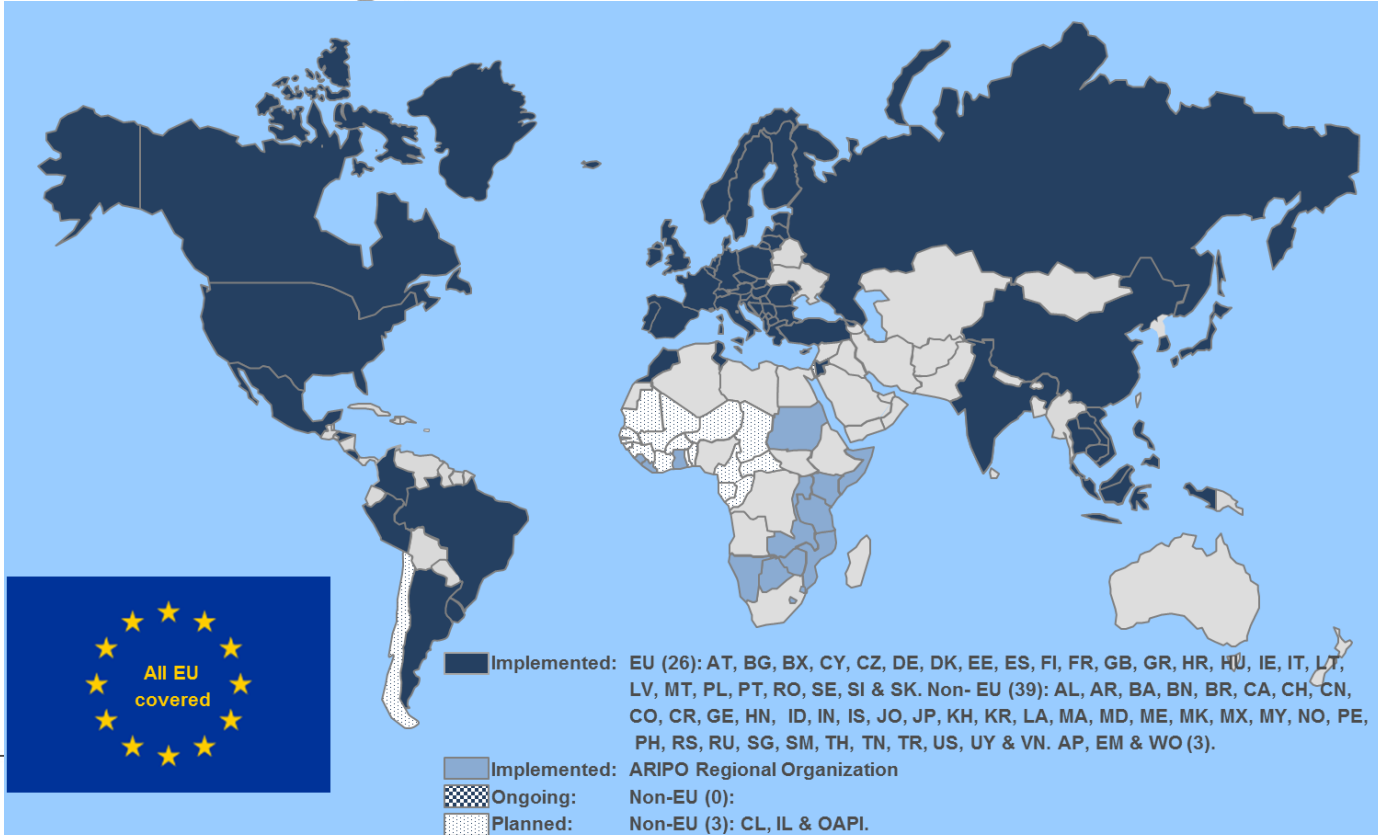 All EU
covered
Implemented: EU (26): AT, BG, BX, CY, CZ, DE, DK, EE, ES, FI, FR, GB, GR, HR, HU, IE, IT, LT,
LV, MT, PL, PT, RO, SE, SI & SK. Non- EU (39): AL, AR, BA, BN, BR, CA, CH, CN,
CO, CR, GE, HN, ID, IN, IS, JO, JP, KH, KR, LA, MA, MD, ME, MK, MX, MY, NO, PE,
PH, RS, RU, SG, SM, TH, TN, TR, US, UY & VN. AP, EM & WO (3).
Implemented: ARIPO Regional Organization
Ongoing: Non-EU (0):
Planned: Non-EU (3): CL, IL & OAPI.